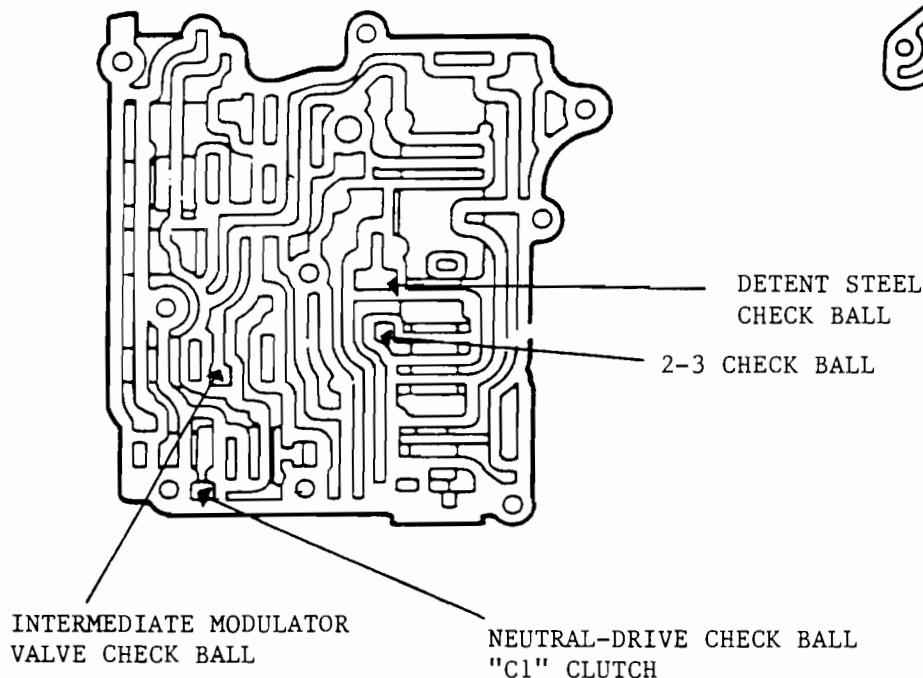 DETENT STEEL
CHECK BALL
2-3 CHECK BALL
INTERMEDIATE MODULATOR
VALVE CHECK BALL
NEUTRAL-DRIVE CHECK BALL
"C1" CLUTCH